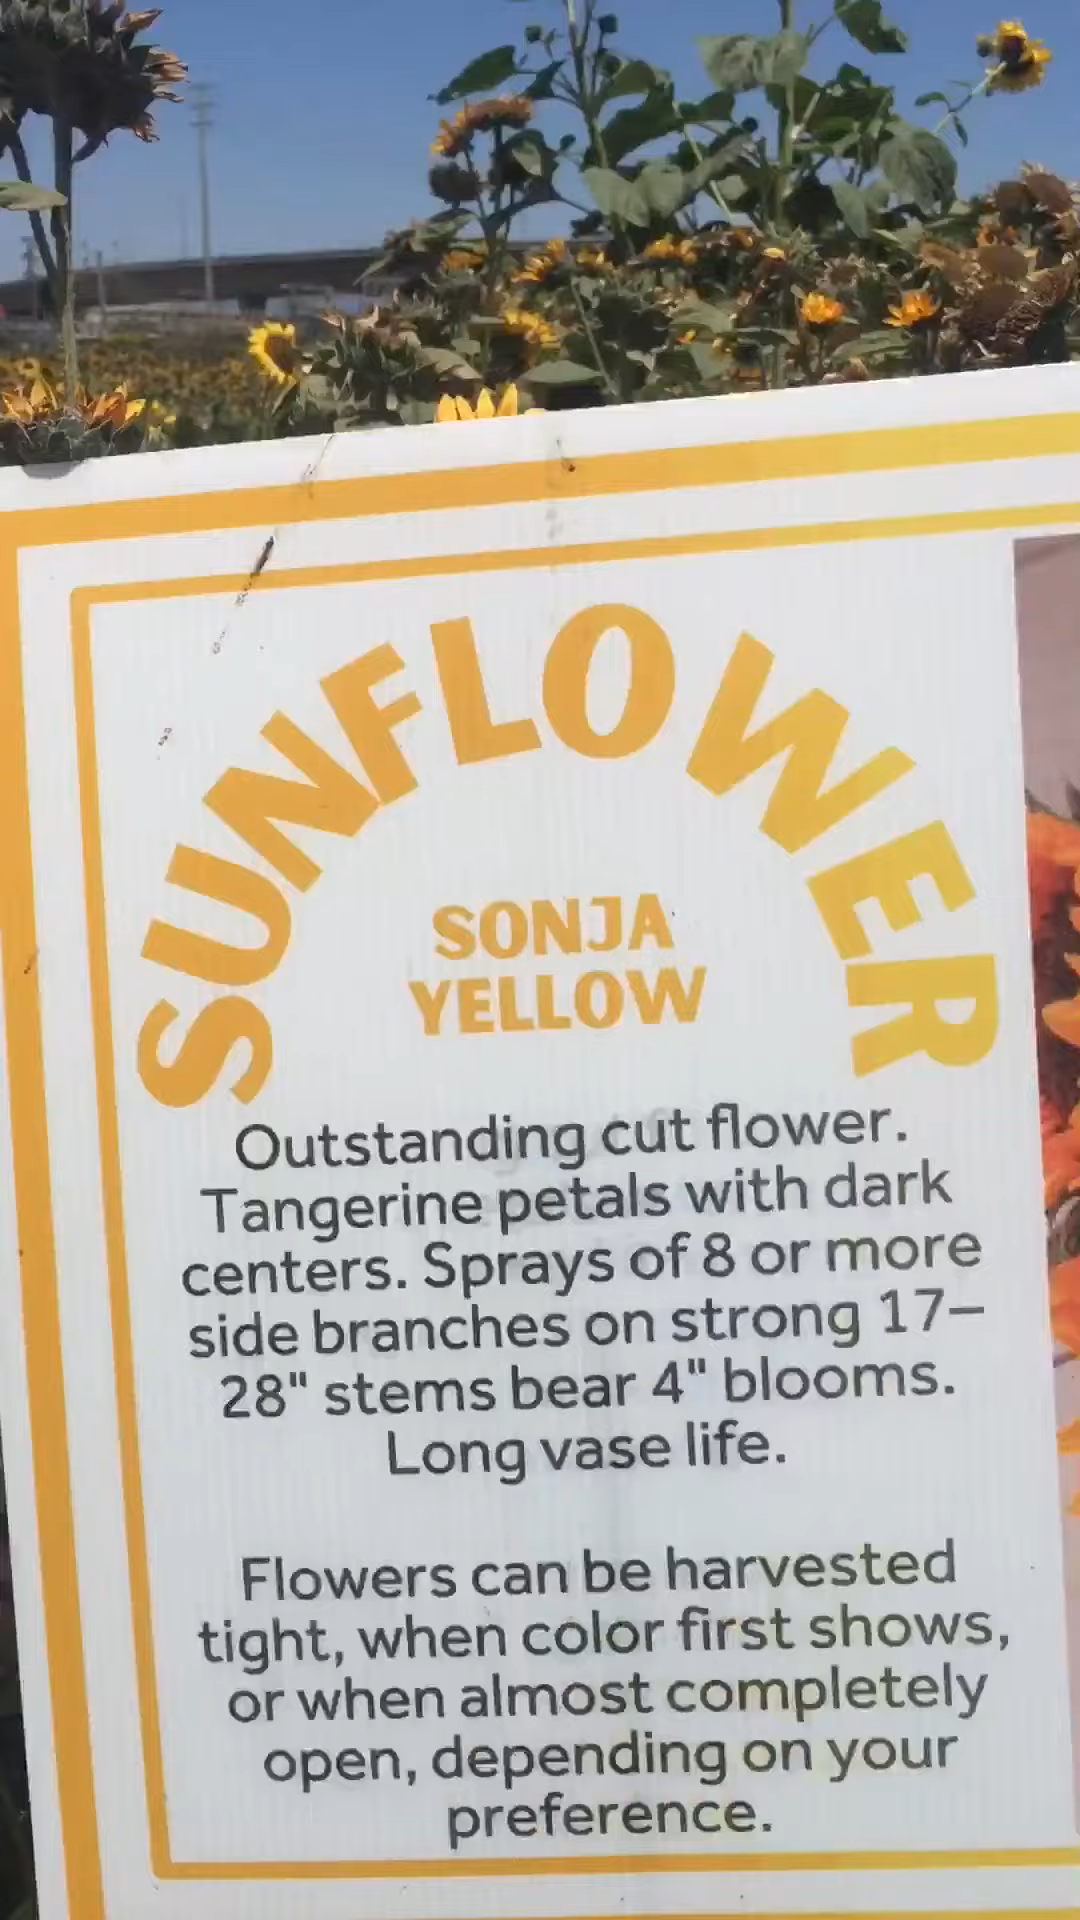 SUNFLOWER
SONJA
YELLOW
Outstanding cut flower.
Tangerine petals with dark
centers. Sprays of 8 or more
side branches on strong 17–
28" stems bear 4" blooms.
Long vase life.
Flowers can be harvested
tight, when color first shows,
or when almost completely
open, depending on your
preference.